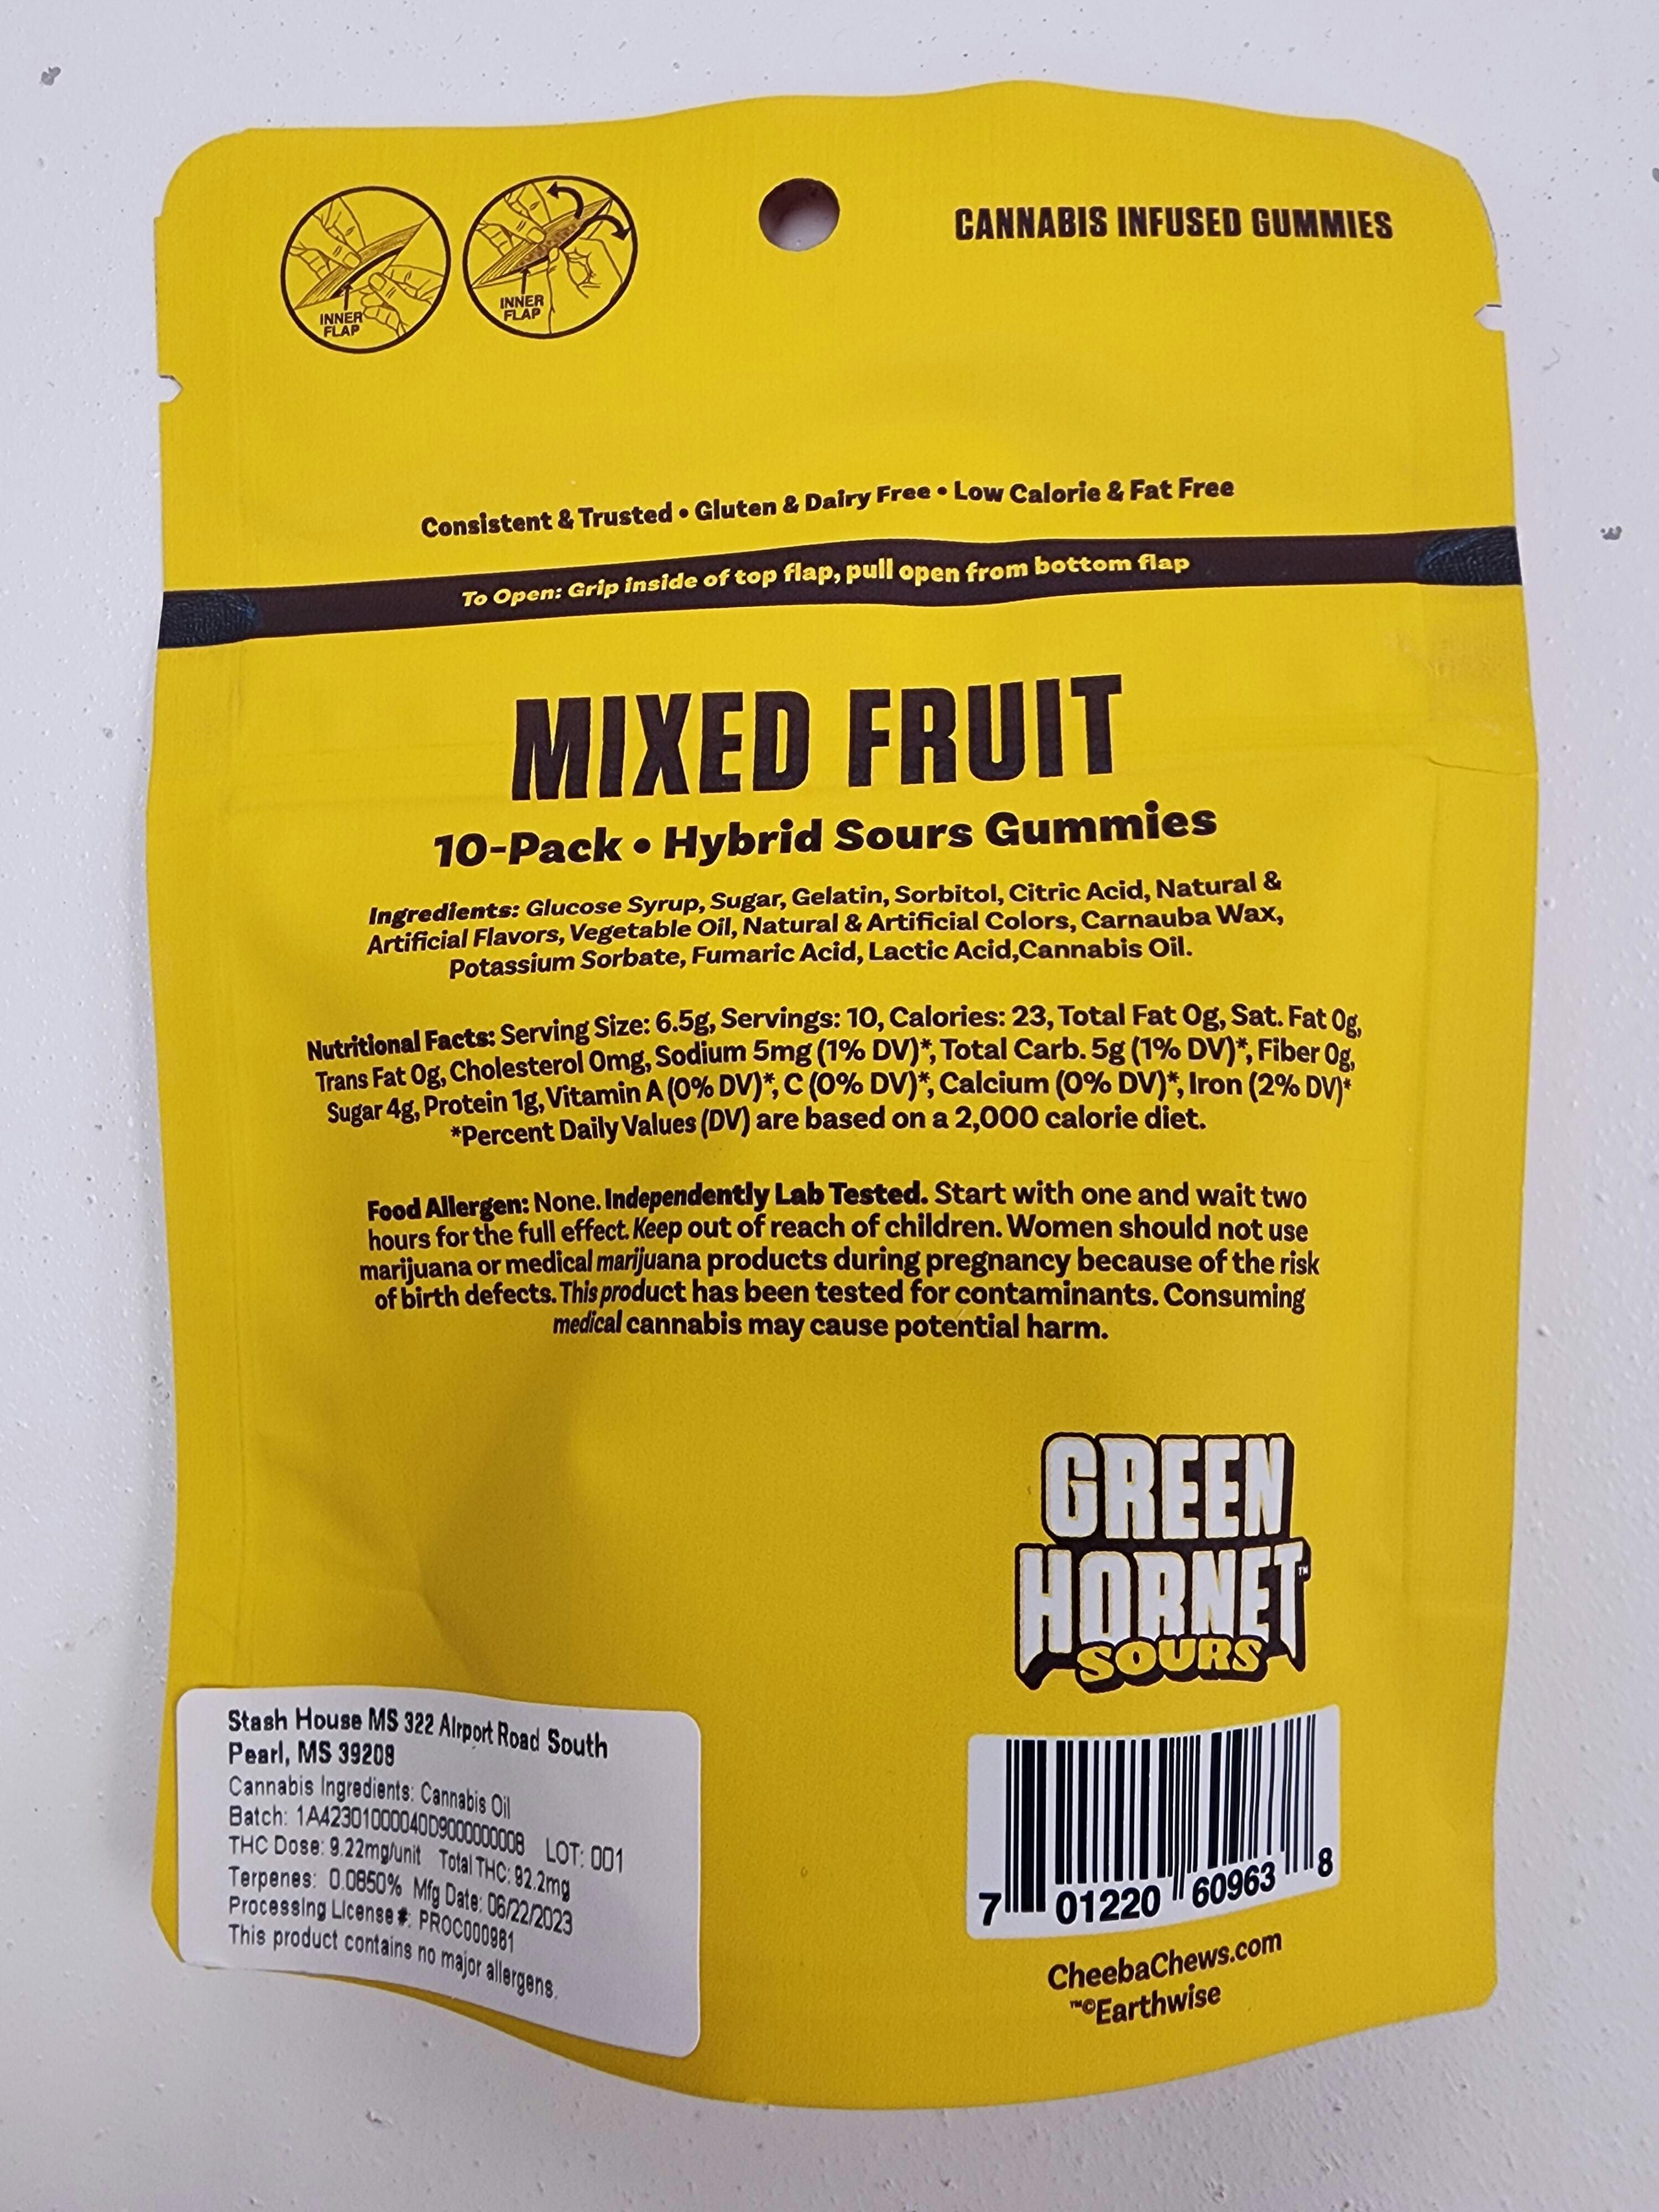 CANNABIS INFUSED GUMMIES
INNER
FLAP
INNER
FLAP
Consistent & Trusted • Gluten & Dairy Free • Low Calorie & Fat Free
To Open: Grip inside of top flap, pull open from bottom flap
MIXED FRUIT
10-Pack • Hybrid Sours Gummies
Ingredients: Glucose Syrup, Sugar, Gelatin, Sorbitol, Citric Acid, Natural &
Artificial Flavors, Vegetable Oil, Natural & Artificial Colors, Carnauba Wax,
Potassium Sorbate, Fumaric Acid, Lactic Acid,Cannabis Oil.
Nutritional Facts: Serving Size: 6.5g, Servings: 10, Calories: 23, Total Fat 0g, Sat. Fat 0g,
Trans Fat 0g, Cholesterol 0mg, Sodium 5mg (1% DV)*, Total Carb. 5g (1% DV)*, Fiber 0g,
Sugar 4g, Protein 1g, Vitamin A (0% DV)*, C (0% DV)*, Calcium (0% DV)*, Iron (2% DV)*
*Percent Daily Values (DV) are based on a 2,000 calorie diet.
Food Allergen: None. Independently Lab Tested. Start with one and wait two
hours for the full effect. Keep out of reach of children. Women should not use
marijuana or medical marijuana products during pregnancy because of the risk
of birth defects. This product has been tested for contaminants. Consuming
medical cannabis may cause potential harm.
GREEN
HORNET™
SOURS
Stash House MS 322 Airport Road South
Pearl, MS 39208
Cannabis Ingredients: Cannabis Oil
Batch: 1A42301000040D9000000008 LOT: 001
THC Dose: 9.22mg/unit Total THC: 92.2mg
Terpenes: 0.0850% Mfg Date: 06/22/2023
Processing License#: PROC000981
This product contains no major allergens.
7 01220 60963 8
CheebaChews.com
™©Earthwise